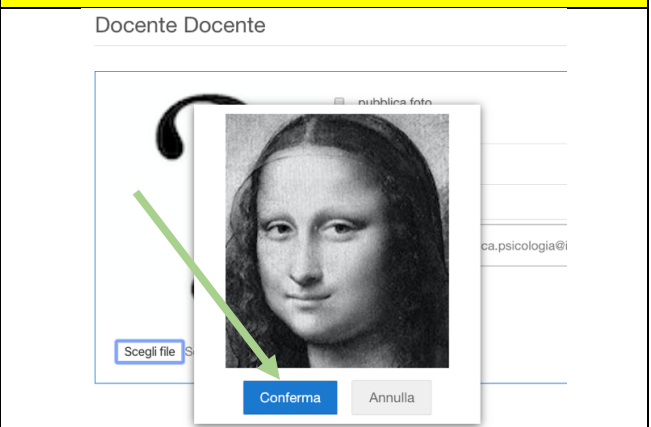 Docente Docente
pubblica foto
ca.psicologia@i
Scegli file S
Conferma
Annulla